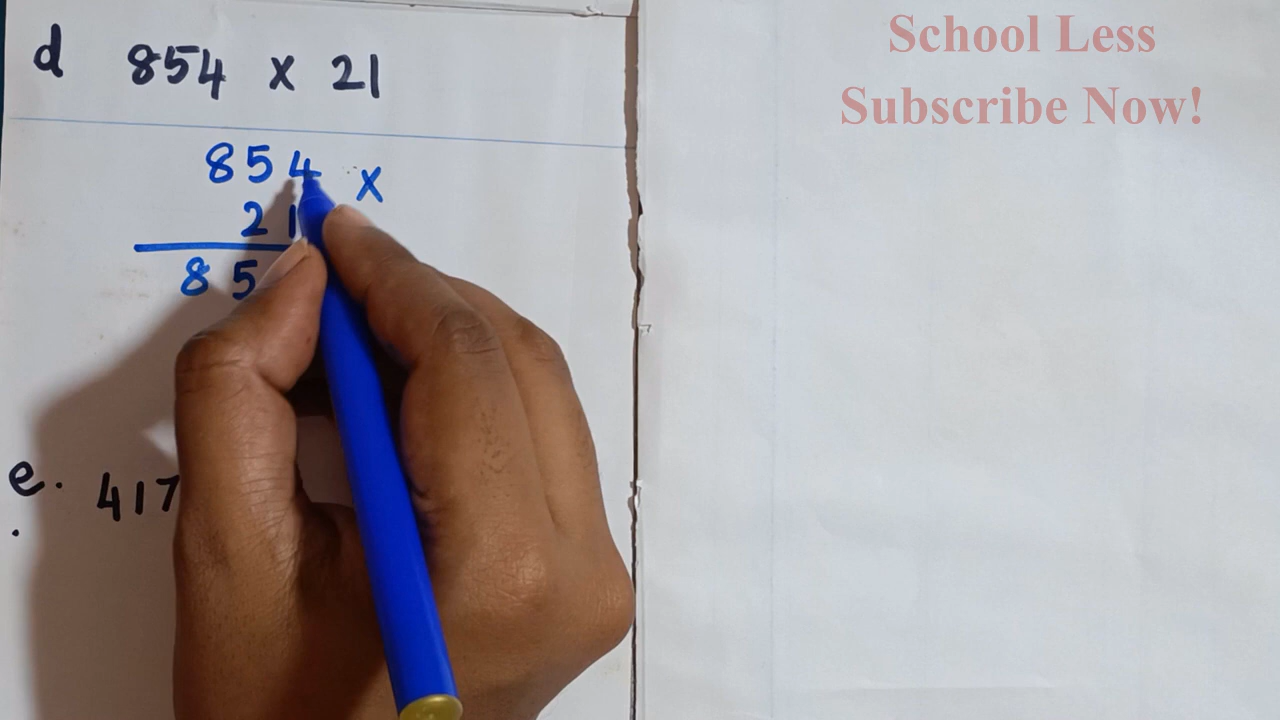 School Less
Subscribe Now!
d 854 x 21
854 x
21
85
e. 417